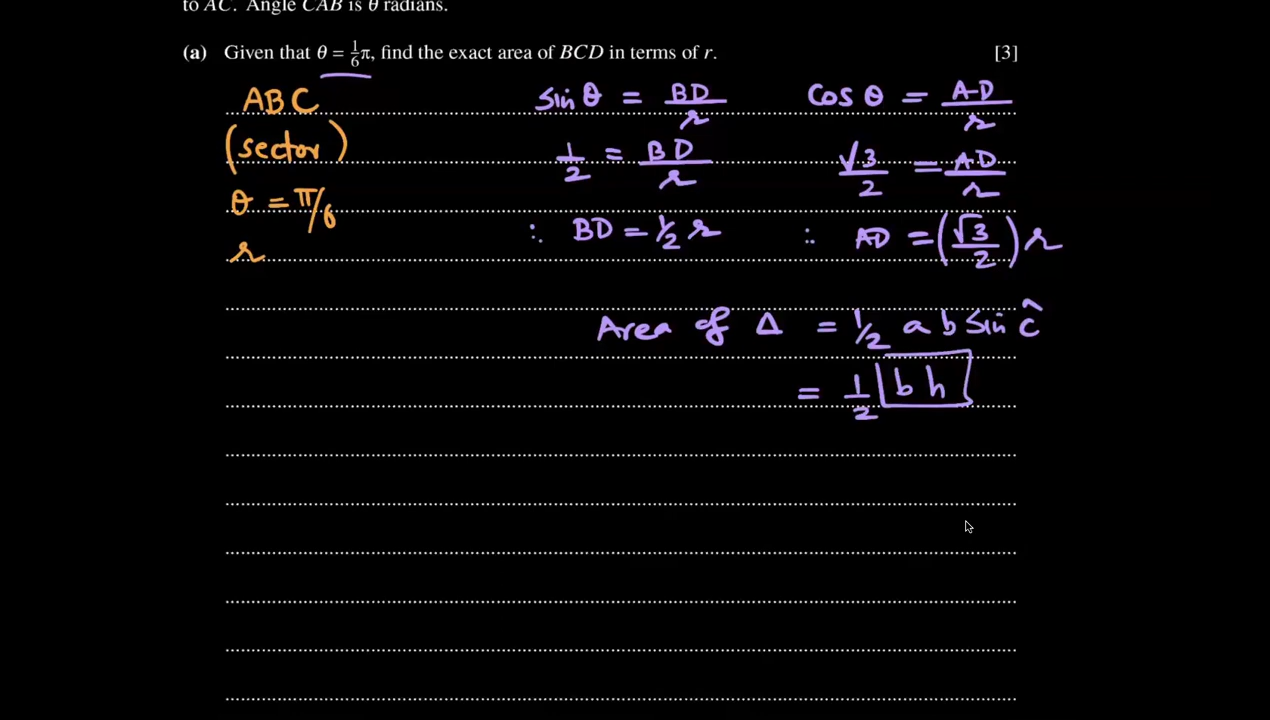 to AC. Angle CAB is θ radians.
(a) Given that θ = 1/6 π, find the exact area of BCD in terms of r. [3]
ABC
(sector)
θ = π/6
r
sin θ = BD/r
1/2 = BD/r
∴ BD = 1/2 r
Cos θ = AD/r
√3/2 = AD/r
∴ AD = (√3/2) r
Area of Δ = 1/2 a b Sin ĉ
= 1/2 b h